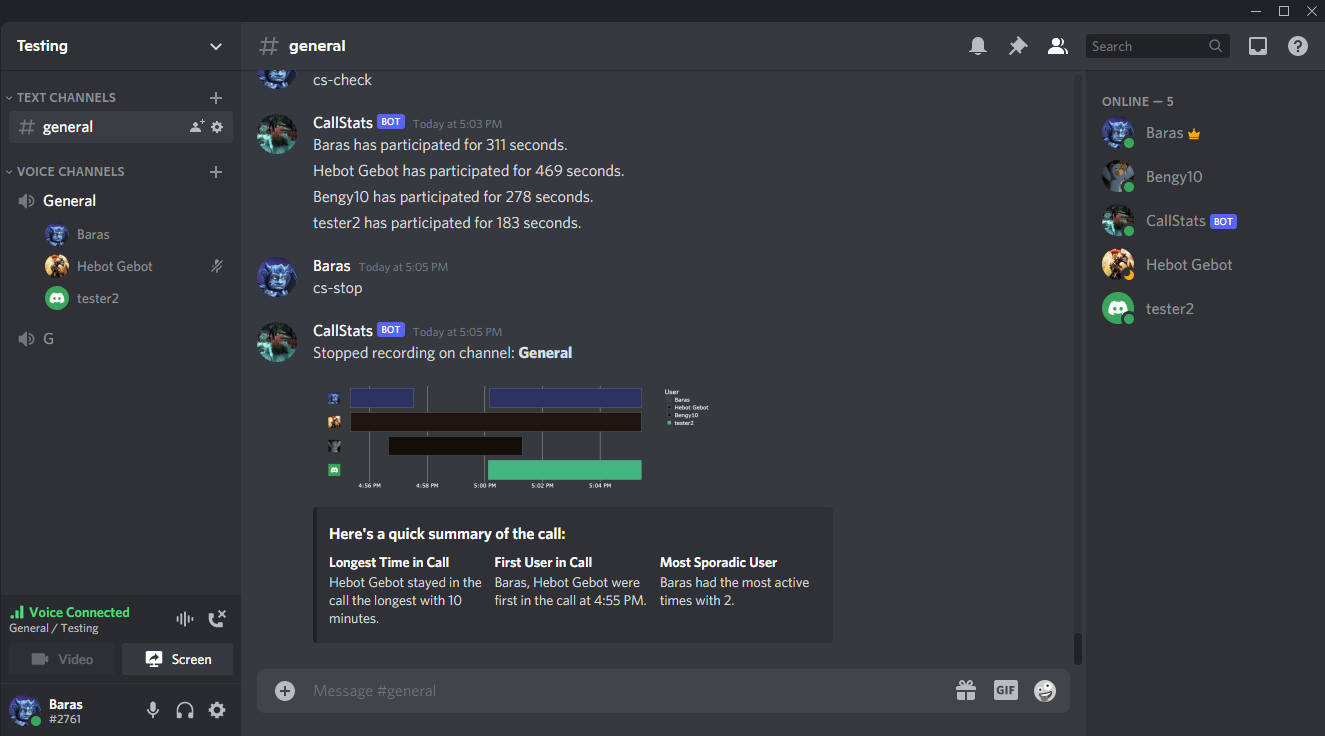 Testing
TEXT CHANNELS
general
VOICE CHANNELS
General
Baras
Hebot Gebot
tester2
G
Voice Connected
General / Testing
Video
Screen
Baras
#2761
# general
Search
cs-check
CallStats BOT Today at 5:03 PM
Baras has participated for 311 seconds.
Hebot Gebot has participated for 469 seconds.
Bengy10 has participated for 278 seconds.
tester2 has participated for 183 seconds.
Baras Today at 5:05 PM
cs-stop
CallStats BOT Today at 5:05 PM
Stopped recording on channel: General
User
Baras
Hebot Gebot
Bengy10
tester2
4:56 PM 4:58 PM 5:00 PM 5:02 PM 5:04 PM
Here's a quick summary of the call:
Longest Time in Call
Hebot Gebot stayed in the
call the longest with 10
minutes.
First User in Call
Baras, Hebot Gebot were
first in the call at 4:55 PM.
Most Sporadic User
Baras had the most active
times with 2.
Message #general
GIF
ONLINE — 5
Baras
Bengy10
CallStats BOT
Hebot Gebot
tester2